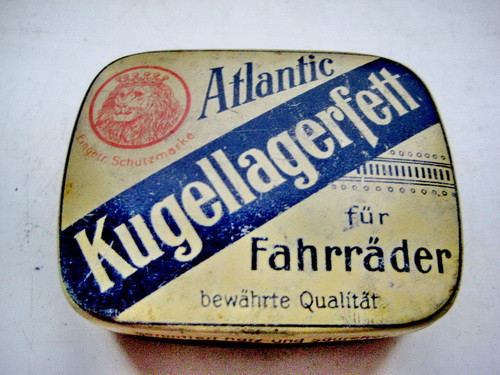 Atlantic
Eingetr. Schutzmarke
Kugellagerfett
für
Fahrräder
bewährte Qualität